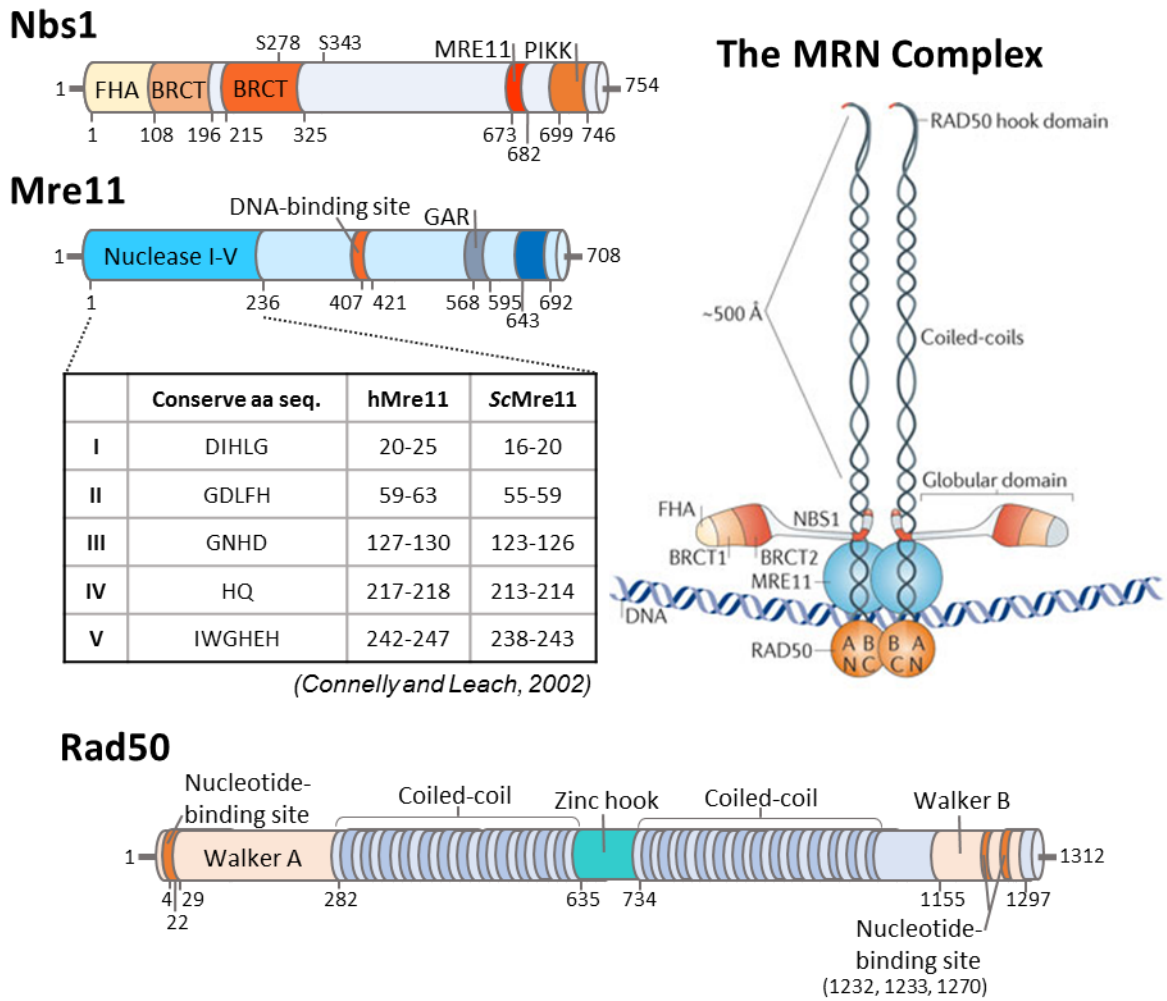 Nbs1
S278 S343 MRE11 PIKK
1 FHA BRCT BRCT 754
1 108 196 215 325 673 699 746
682
Mre11
DNA-binding site GAR
1 Nuclease I-V 708
1 236 407 421 568 595 692
643
Conserve aa seq. hMre11 ScMre11
I DIHLG 20-25 16-20
II GDLFH 59-63 55-59
III GNHD 127-130 123-126
IV HQ 217-218 213-214
V IWGHEH 242-247 238-243
(Connelly and Leach, 2002)
The MRN Complex
RAD50 hook domain
~500 Å
Coiled-coils
Globular domain
FHA
NBS1
BRCT1 BRCT2
MRE11
DNA
RAD50 A B B A
N C C N
Rad50
Nucleotide-
binding site
Coiled-coil Zinc hook Coiled-coil Walker B
1 Walker A 1312
4 29 282 635 734 1155 1297
22
Nucleotide-
binding site
(1232, 1233, 1270)